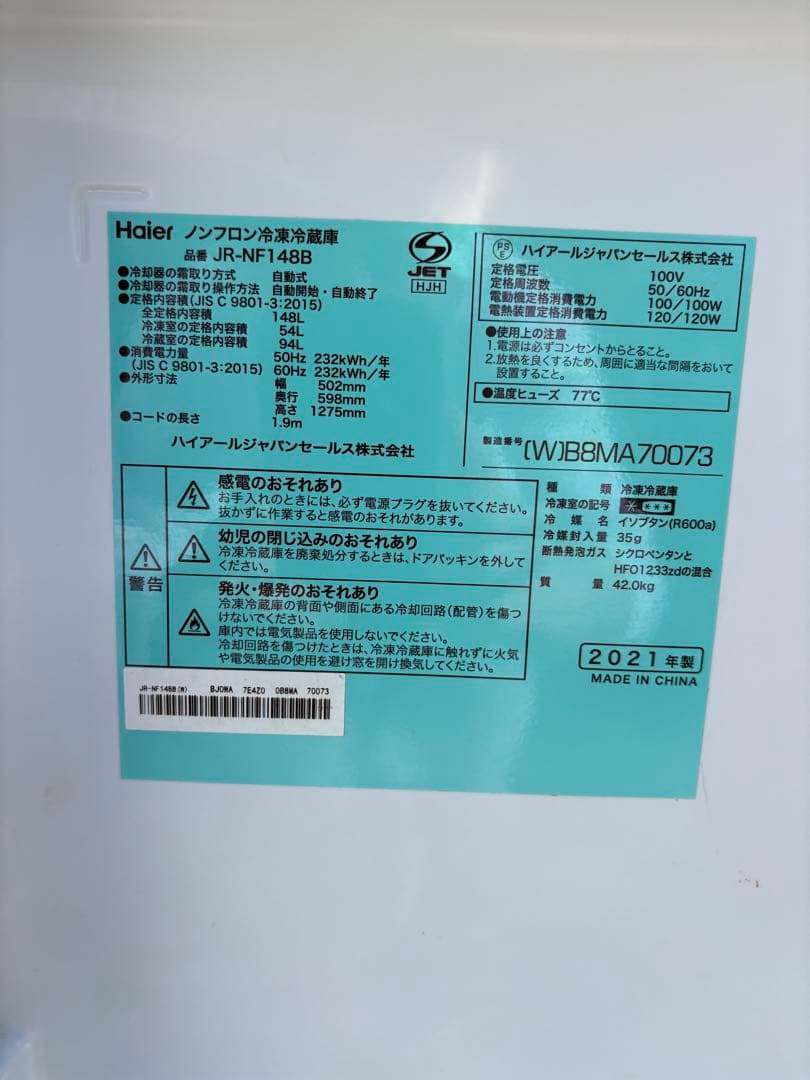 Haier ノンフロン冷凍冷蔵庫
品番 JR-NF148B
●冷却器の霜取り方式 自動式
●冷却器の霜取り操作方法 自動開始・自動終了
●定格内容積(JIS C 9801-3:2015)
全定格内容積 148L
冷凍室の定格内容積 54L
冷蔵室の定格内容積 94L
●消費電力量 50Hz 232kWh/年
(JIS C 9801-3:2015) 60Hz 232kWh/年
●外形寸法 幅 502mm
奥行 598mm
高さ 1275mm
●コードの長さ 1.9m
ハイアールジャパンセールス株式会社
S
JET
HJH
PS
E
ハイアールジャパンセールス株式会社
定格電圧 100V
定格周波数 50/60Hz
電動機定格消費電力 100/100W
電熱装置定格消費電力 120/120W
●使用上の注意
1.電源は必ずコンセントからとること。
2.放熱を良くするため、周囲に適当な間隔をおいて
設置すること。
●温度ヒューズ 77℃
製造番号 (W)B8MA70073
警告
感電のおそれあり
お手入れのときには、必ず電源プラグを抜いてください。
抜かずに作業すると感電のおそれがあります。
幼児の閉じ込みのおそれあり
冷凍冷蔵庫を廃棄処分するときは、ドアパッキンを外して
ください。
発火・爆発のおそれあり
冷凍冷蔵庫の背面や側面にある冷却回路(配管)を傷つ
けないでください。
庫内では電気製品を使用しないでください。
冷却回路を傷つけたときは、冷凍冷蔵庫に触れずに火気
や電気製品の使用を避け窓を開け換気してください。
種類 冷凍冷蔵庫
冷凍室の記号 ****
冷媒名 イソブタン(R600a)
冷媒封入量 35g
断熱発泡ガス シクロペンタンと
HFO1233zdの混合
質量 42.0kg
2021年製
MADE IN CHINA
JR-NF148B(W) BJ0MA 7E4Z0 0B8MA 70073